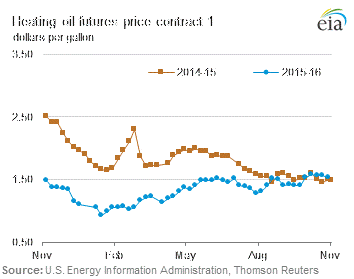 Heating oil futures price contract 1
dollars per gallon
eia
3.50
2014-15 2015-16
2.50
1.50
0.50
Nov Feb May Aug Nov
Source: U.S. Energy Information Administration, Thomson Reuters